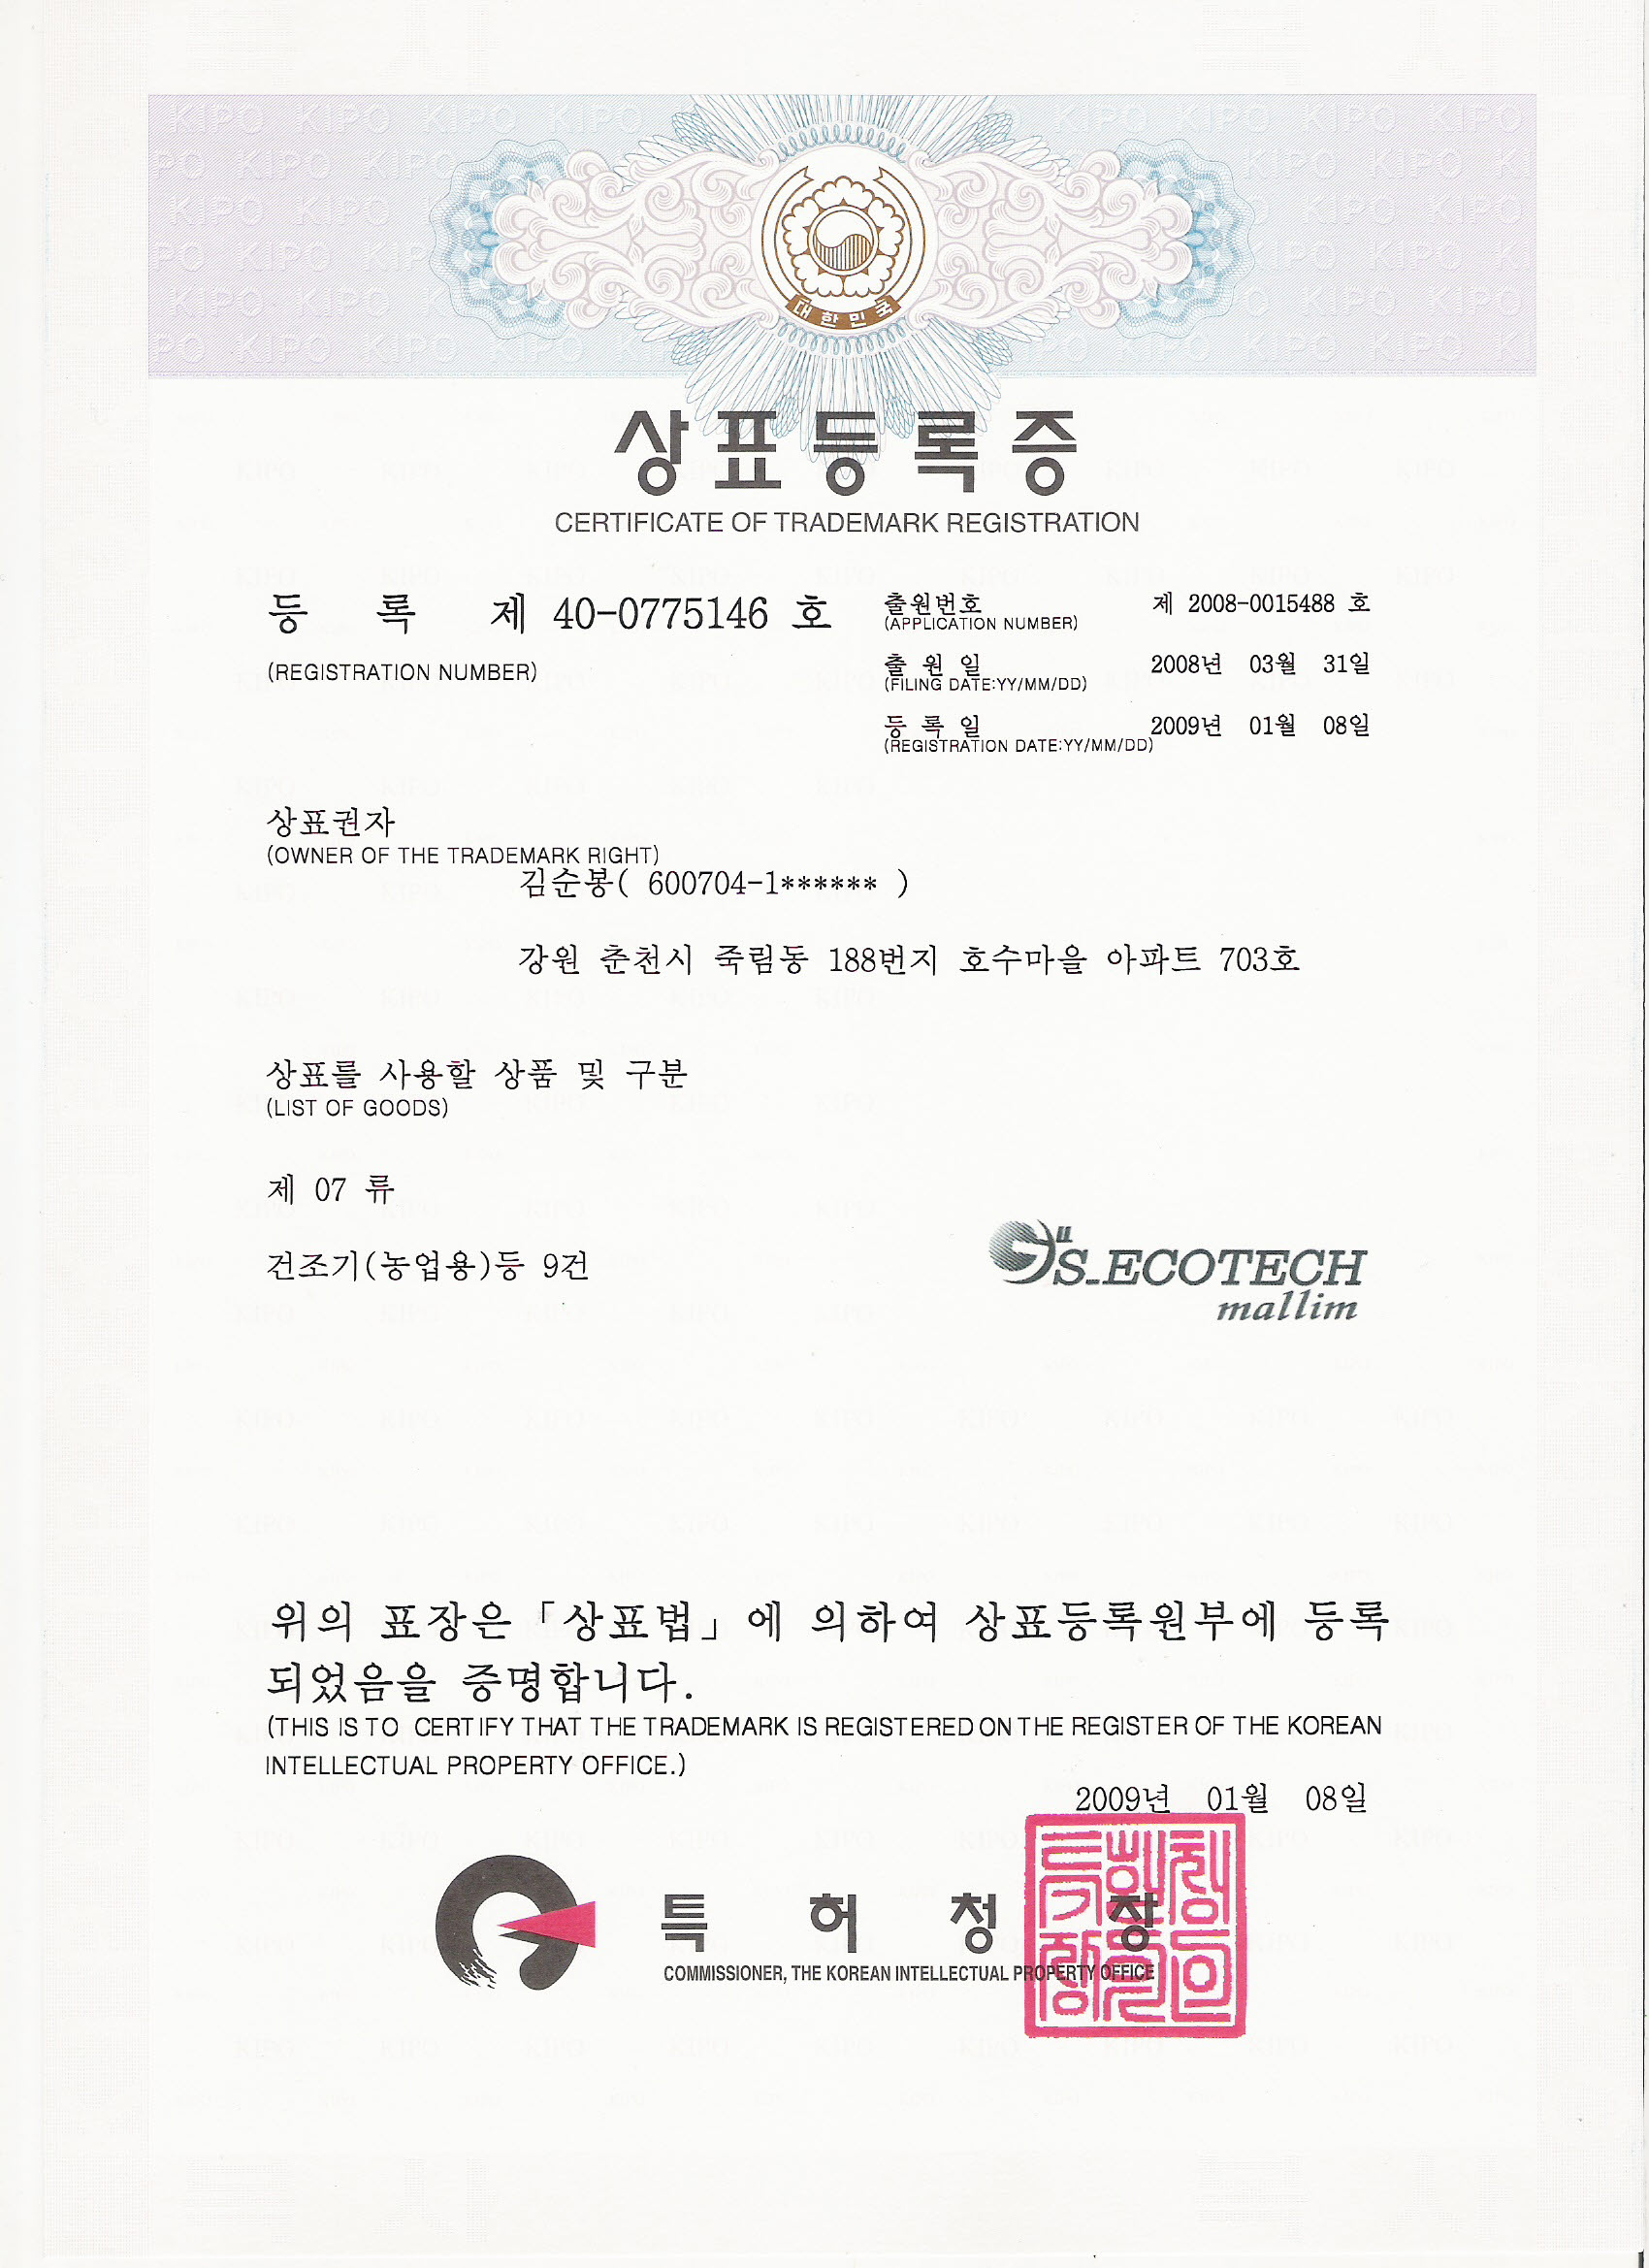 대한민국
상표등록증
CERTIFICATE OF TRADEMARK REGISTRATION
등 록 제 40-0775146 호
(REGISTRATION NUMBER)
출원번호 제 2008-0015488 호
(APPLICATION NUMBER)
출 원 일 2008년 03월 31일
(FILING DATE:YY/MM/DD)
등 록 일 2009년 01월 08일
(REGISTRATION DATE:YY/MM/DD)
상표권자
(OWNER OF THE TRADEMARK RIGHT)
김순봉( 600704-1****** )
강원 춘천시 죽림동 188번지 호수마을 아파트 703호
상표를 사용할 상품 및 구분
(LIST OF GOODS)
제 07 류
건조기(농업용)등 9건
S_ECOTECH
mallim
위의 표장은「상표법」에 의하여 상표등록원부에 등록
되었음을 증명합니다.
(THIS IS TO CERTIFY THAT THE TRADEMARK IS REGISTERED ON THE REGISTER OF THE KOREAN
INTELLECTUAL PROPERTY OFFICE.)
2009년 01월 08일
특 허 청 장
COMMISSIONER, THE KOREAN INTELLECTUAL PROPERTY OFFICE